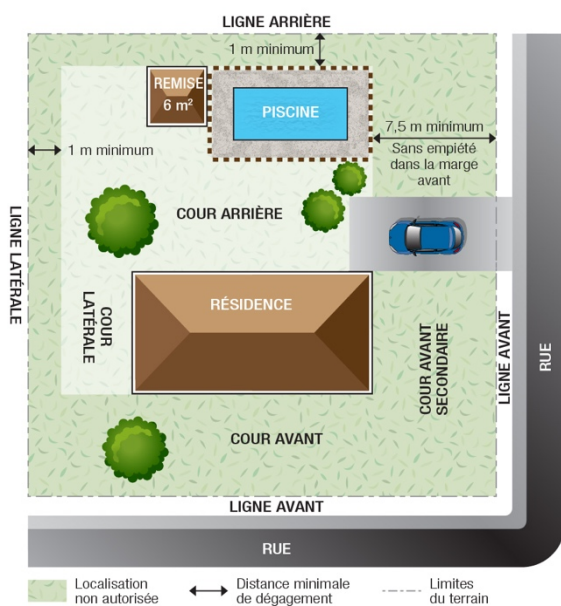 LIGNE ARRIÈRE
1 m minimum
REMISE
6 m²
PISCINE
7,5 m minimum
Sans empiété
dans la marge
avant
1 m minimum
COUR ARRIÈRE
LIGNE LATÉRALE
COUR
LATÉRALE
RÉSIDENCE
COUR AVANT
SECONDAIRE
LIGNE AVANT
RUE
COUR AVANT
LIGNE AVANT
RUE
Localisation
non autorisée
Distance minimale
de dégagement
Limites
du terrain